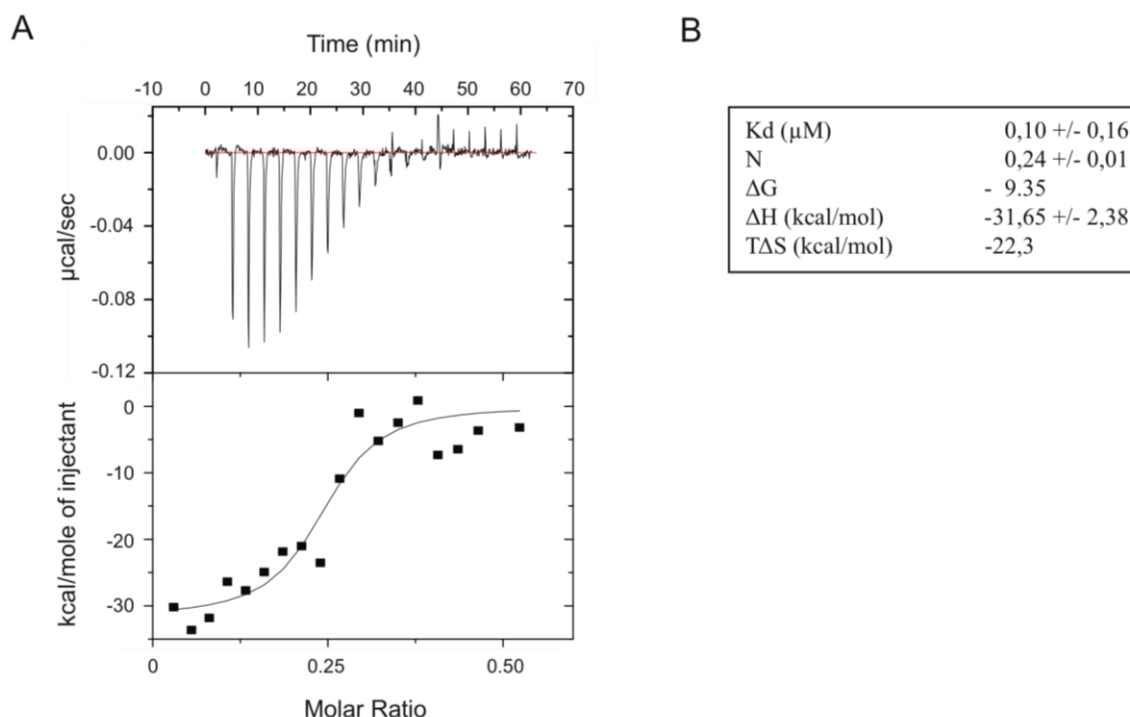 A
Time (min)
-10 0 10 20 30 40 50 60 70
0.00
-0.04
-0.08
-0.12
µcal/sec
0
-10
-20
-30
kcal/mole of injectant
0 0.25 0.50
Molar Ratio
B
Kd (µM) 0,10 +/- 0,16
N 0,24 +/- 0,01
ΔG - 9.35
ΔH (kcal/mol) -31,65 +/- 2,38
TΔS (kcal/mol) -22,3